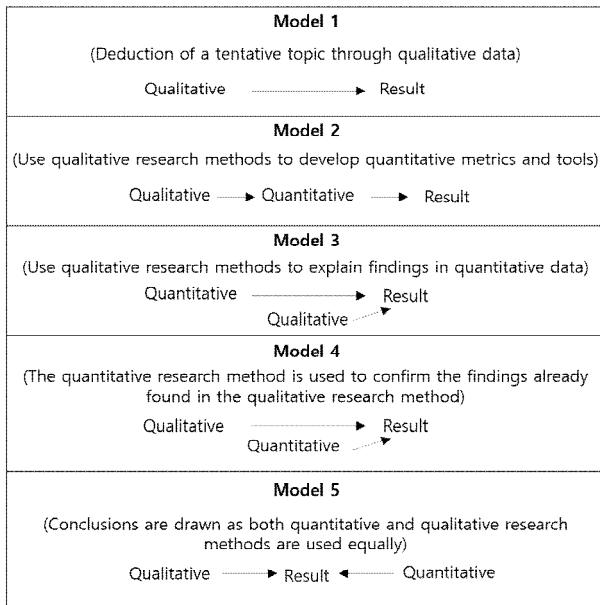 Model 1
(Deduction of a tentative topic through qualitative data)
Qualitative Result
Model 2
(Use qualitative research methods to develop quantitative metrics and tools)
Qualitative Quantitative Result
Model 3
(Use qualitative research methods to explain findings in quantitative data)
Quantitative Result
Qualitative
Model 4
(The quantitative research method is used to confirm the findings already
found in the qualitative research method)
Qualitative Result
Quantitative
Model 5
(Conclusions are drawn as both quantitative and qualitative research
methods are used equally)
Qualitative Result Quantitative